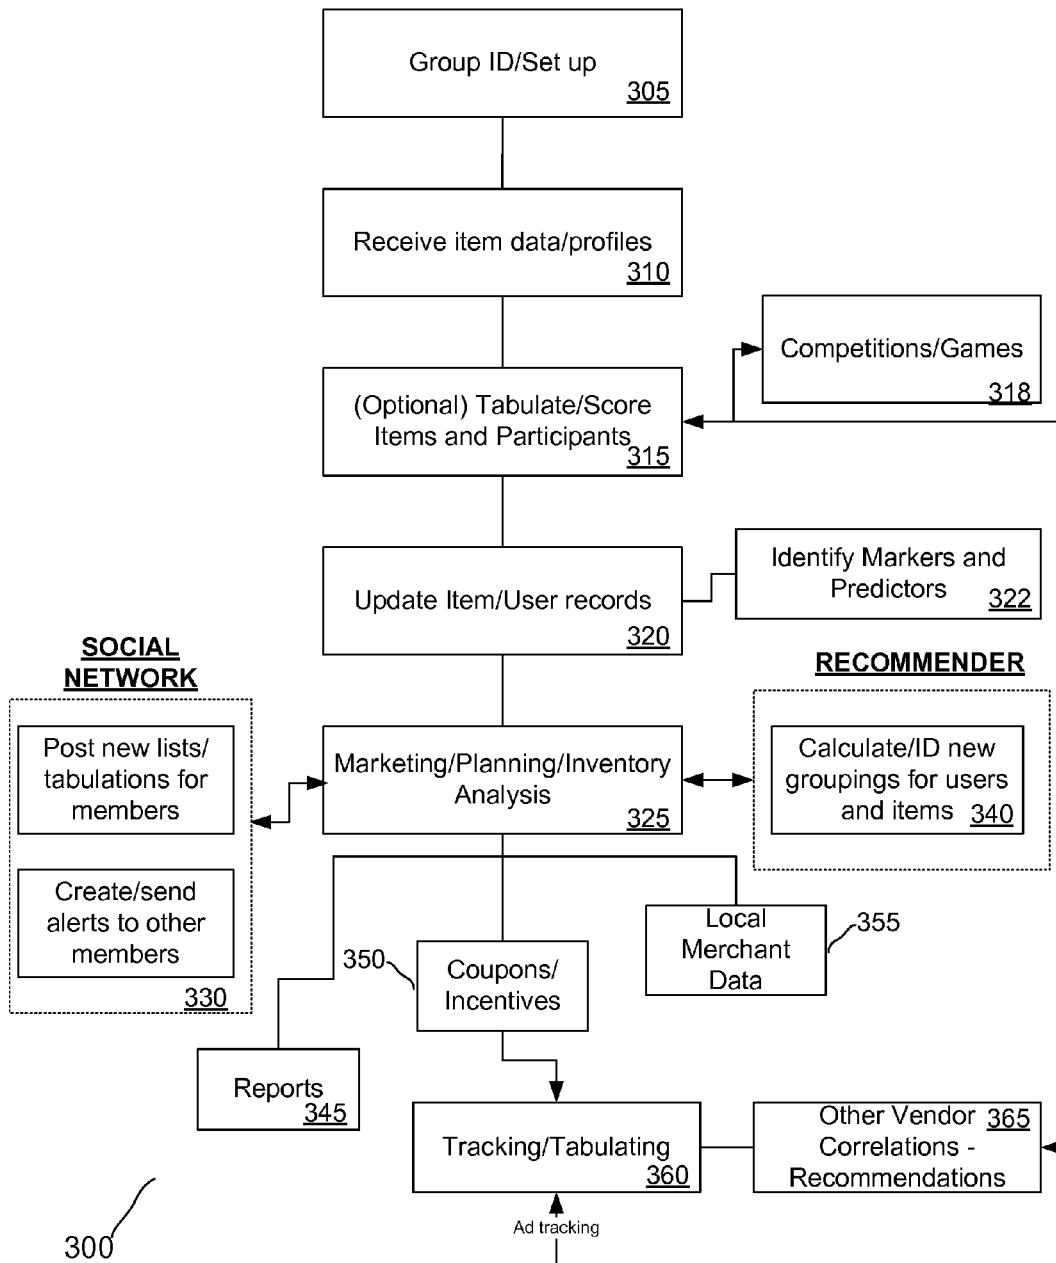 Group ID/Set up
305
Receive item data/profiles
310
Competitions/Games
318
(Optional) Tabulate/Score
Items and Participants
315
Identify Markers and
Predictors
322
Update Item/User records
320
SOCIAL
NETWORK
RECOMMENDER
Post new lists/
tabulations for
members
Marketing/Planning/Inventory
Analysis
325
Calculate/ID new
groupings for users
and items
340
Create/send
alerts to other
members
330
350
Coupons/
Incentives
Local
Merchant
Data
355
Reports
345
Tracking/Tabulating
360
Other Vendor
Correlations -
Recommendations
365
Ad tracking
300